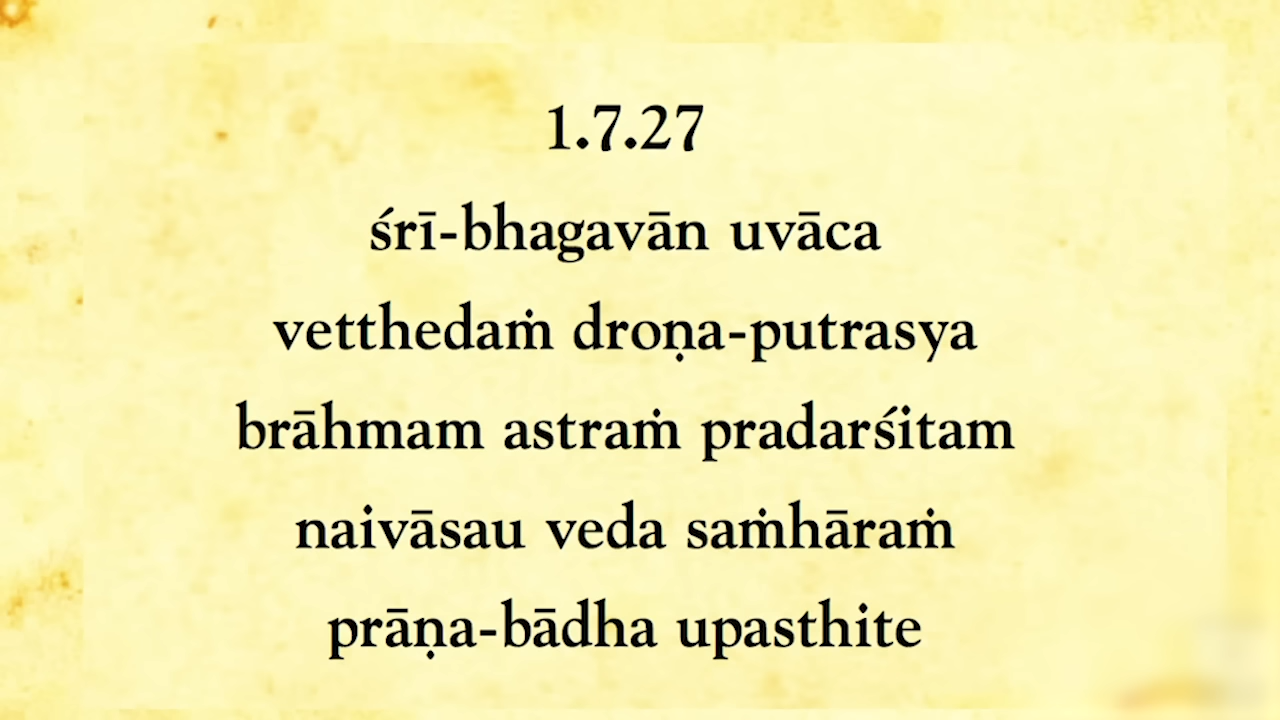 1.7.27
śrī-bhagavān uvāca
vetthedaṁ droṇa-putrasya
brāhmam astraṁ pradarśitam
naivāsau veda saṁhāraṁ
prāṇa-bādha upasthite